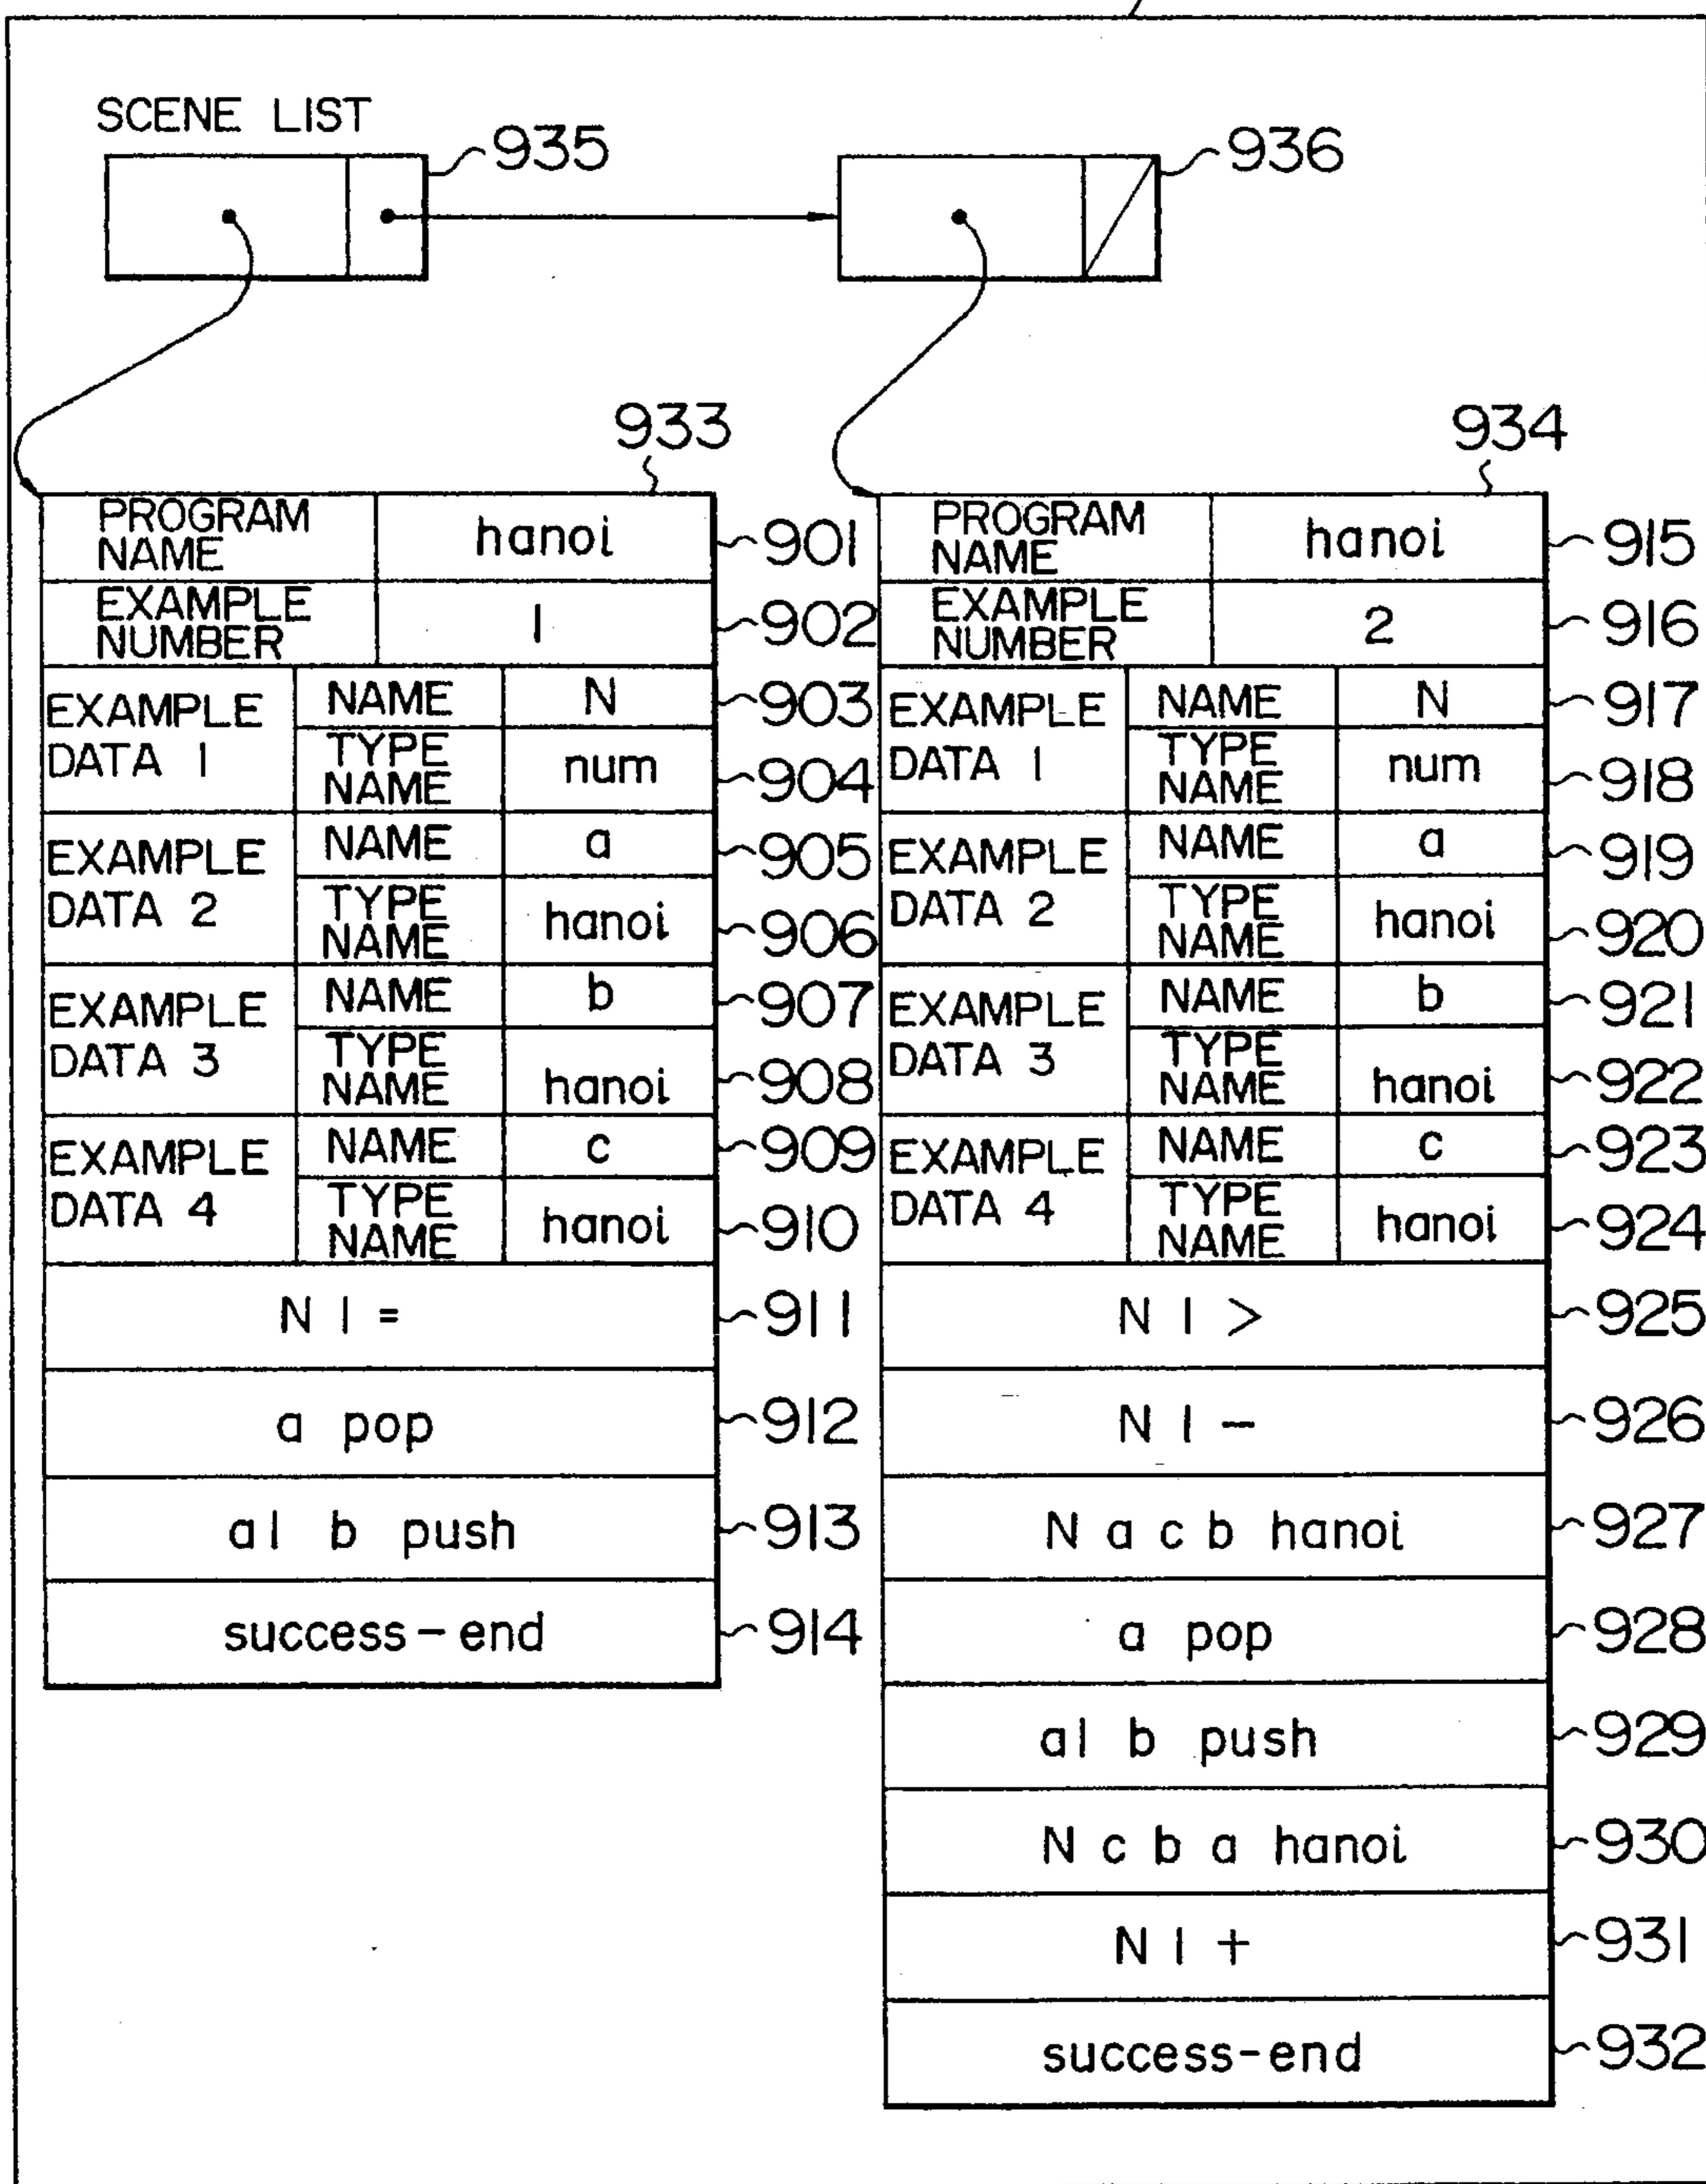 SCENE LIST
935
936
933
PROGRAM
NAME
hanoi
901
EXAMPLE
NUMBER
1
902
EXAMPLE
DATA 1
NAME
N
903
TYPE
NAME
num
904
EXAMPLE
DATA 2
NAME
a
905
TYPE
NAME
hanoi
906
EXAMPLE
DATA 3
NAME
b
907
TYPE
NAME
hanoi
908
EXAMPLE
DATA 4
NAME
c
909
TYPE
NAME
hanoi
910
N 1 =
911
a pop
912
a1 b push
913
success-end
914
934
PROGRAM
NAME
hanoi
915
EXAMPLE
NUMBER
2
916
EXAMPLE
DATA 1
NAME
N
917
TYPE
NAME
num
918
EXAMPLE
DATA 2
NAME
a
919
TYPE
NAME
hanoi
920
EXAMPLE
DATA 3
NAME
b
921
TYPE
NAME
hanoi
922
EXAMPLE
DATA 4
NAME
c
923
TYPE
NAME
hanoi
924
N 1 >
925
N 1 -
926
N a c b hanoi
927
a pop
928
a1 b push
929
N c b a hanoi
930
N 1 +
931
success-end
932